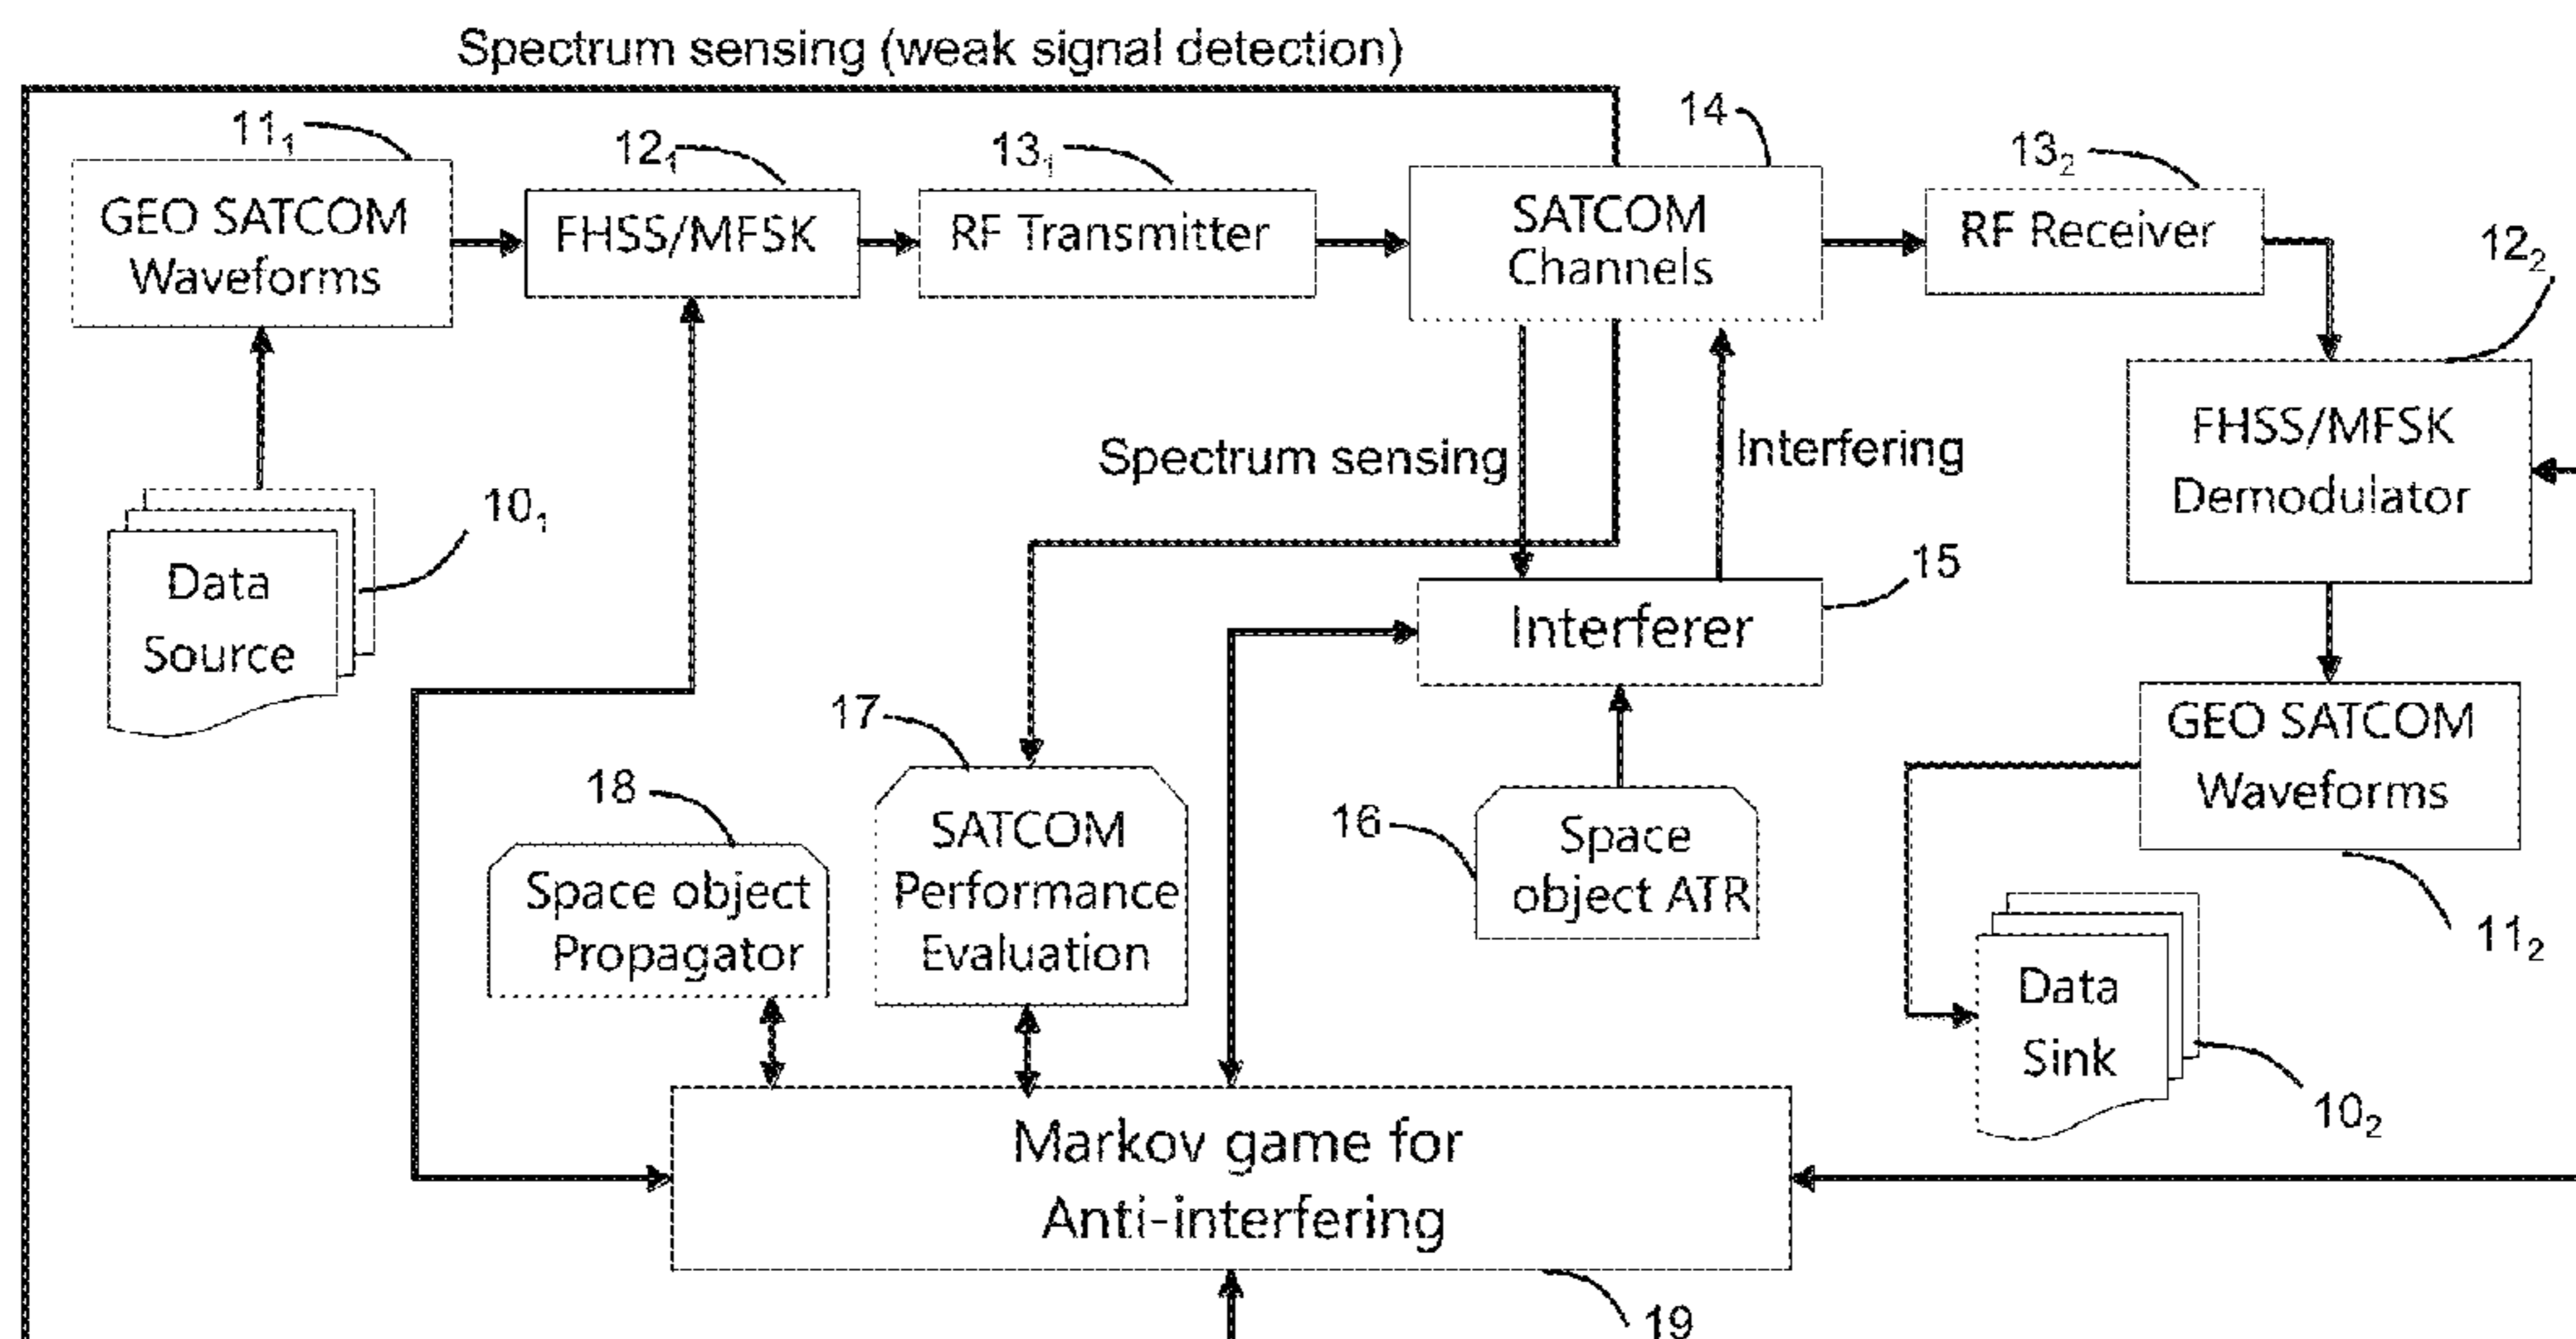 Spectrum sensing (weak signal detection)
11₁
12₁
13₁
14
13₂
12₂
GEO SATCOM
Waveforms
FHSS/MFSK
RF Transmitter
SATCOM
Channels
RF Receiver
FHSS/MFSK
Demodulator
Spectrum sensing
Interfering
10₁
Data
Source
15
Interferer
17
18
16
GEO SATCOM
Waveforms
11₂
Space object
Propagator
SATCOM
Performance
Evaluation
Space
object ATR
Data
Sink
10₂
Markov game for
Anti-interfering
19